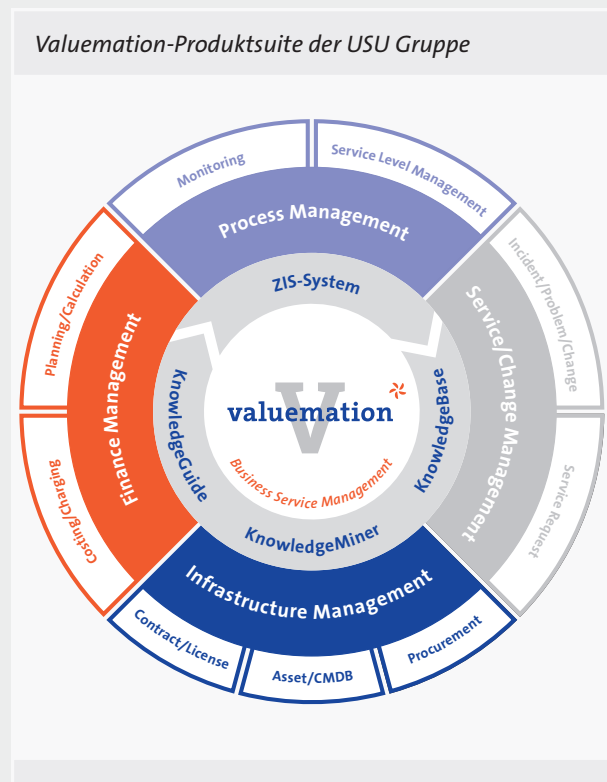 Valuemation-Produktsuite der USU Gruppe
Monitoring
Service Level Management
Process Management
ZIS-System
Planning/Calculation
Finance Management
Costing/Charging
Incident/Problem/Change
Service/Change Management
Service Request
KnowledgeGuide
KnowledgeBase
V
valuemation
Business Service Management
KnowledgeMiner
Infrastructure Management
Contract/License
Asset/CMDB
Procurement